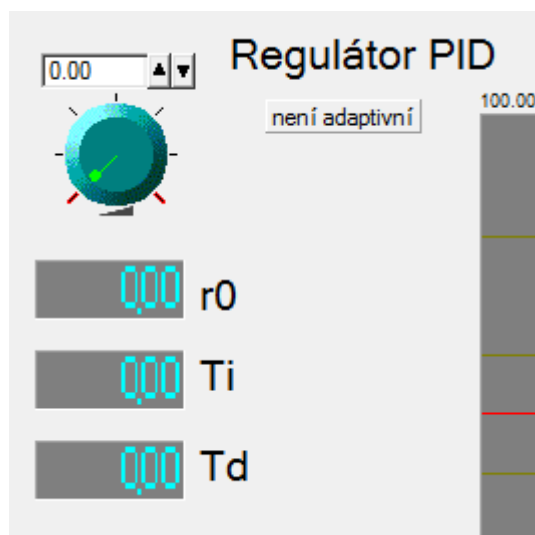 Regulátor PID
0.00
není adaptivní
100.00
0,00 r0
0,00 Ti
0,00 Td